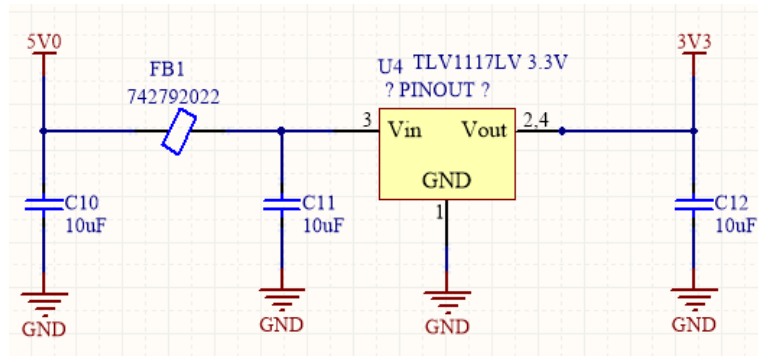 5V0
FB1
742792022
U4 TLV1117LV 3.3V
? PINOUT ?
3V3
3 Vin Vout 2,4
GND
1
C10
10uF
C11
10uF
C12
10uF
GND
GND
GND
GND